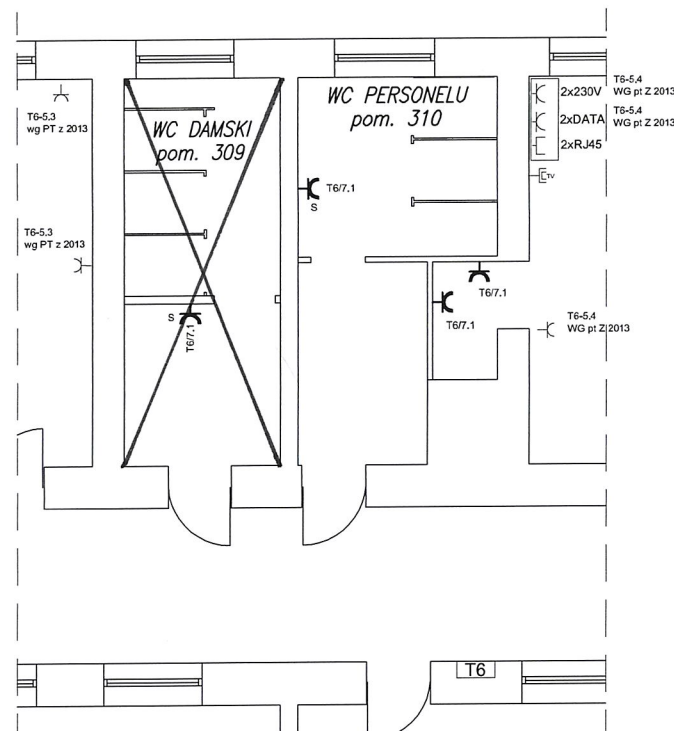 T6-5.3
wg PT z 2013
WC DAMSKI
pom. 309
WC PERSONELU
pom. 310
2x230V
T6-5,4
WG pt Z 2013
2xDATA
T6-5,4
WG pt Z 2013
2xRJ45
TV
T6/7.1
S
T6-5.3
wg PT z 2013
T6/7.1
T6/7.1
S
T6/7.1
T6-5,4
WG pt Z 2013
T6